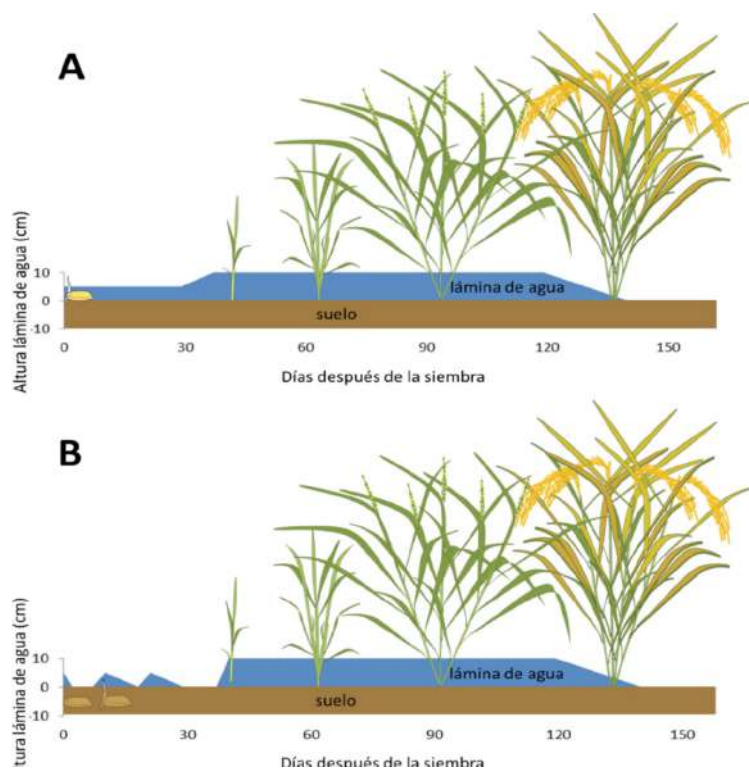 A
Altura lámina de agua (cm)
10
lámina de agua
0
suelo
-10
0 30 60 90 120 150
Días después de la siembra
B
tura lámina de agua (cm)
10
lámina de agua
0
suelo
-10
0 30 60 90 120 150
Días después de la siembra